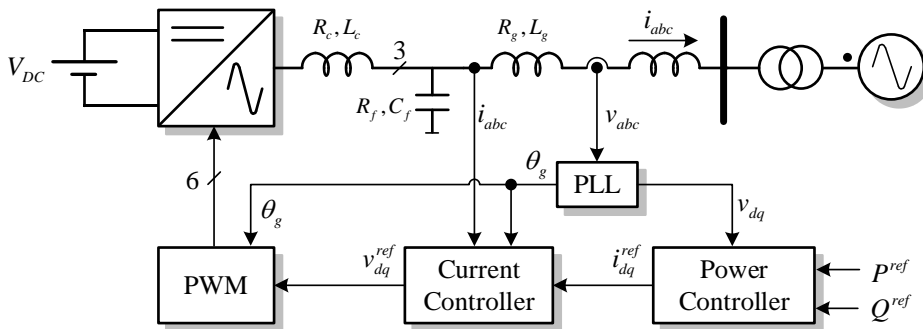 R_c, L_c
3
R_g, L_g
i_abc
V_DC
R_f, C_f
i_abc
v_abc
θ_g
PLL
6
θ_g
v_dq
v_dq^ref
i_dq^ref
PWM
Current
Controller
Power
Controller
P^ref
Q^ref